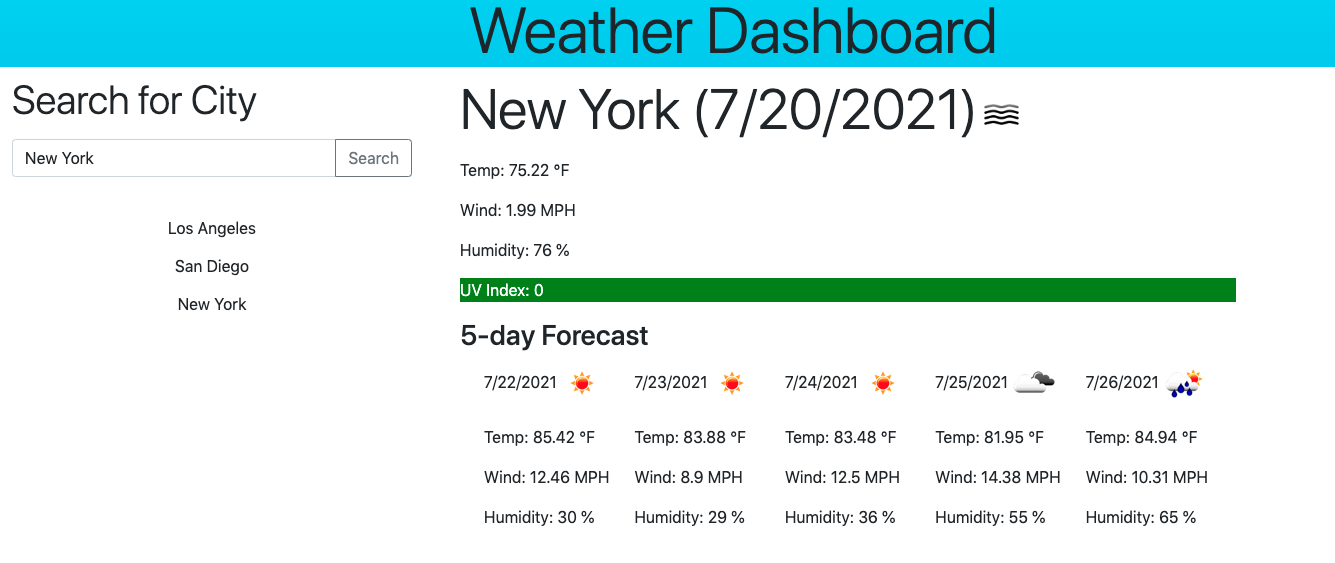 Weather Dashboard
Search for City
New York
Search
Los Angeles
San Diego
New York
New York (7/20/2021)
Temp: 75.22 °F
Wind: 1.99 MPH
Humidity: 76 %
UV Index: 0
5-day Forecast
7/22/2021
Temp: 85.42 °F
Wind: 12.46 MPH
Humidity: 30 %
7/23/2021
Temp: 83.88 °F
Wind: 8.9 MPH
Humidity: 29 %
7/24/2021
Temp: 83.48 °F
Wind: 12.5 MPH
Humidity: 36 %
7/25/2021
Temp: 81.95 °F
Wind: 14.38 MPH
Humidity: 55 %
7/26/2021
Temp: 84.94 °F
Wind: 10.31 MPH
Humidity: 65 %